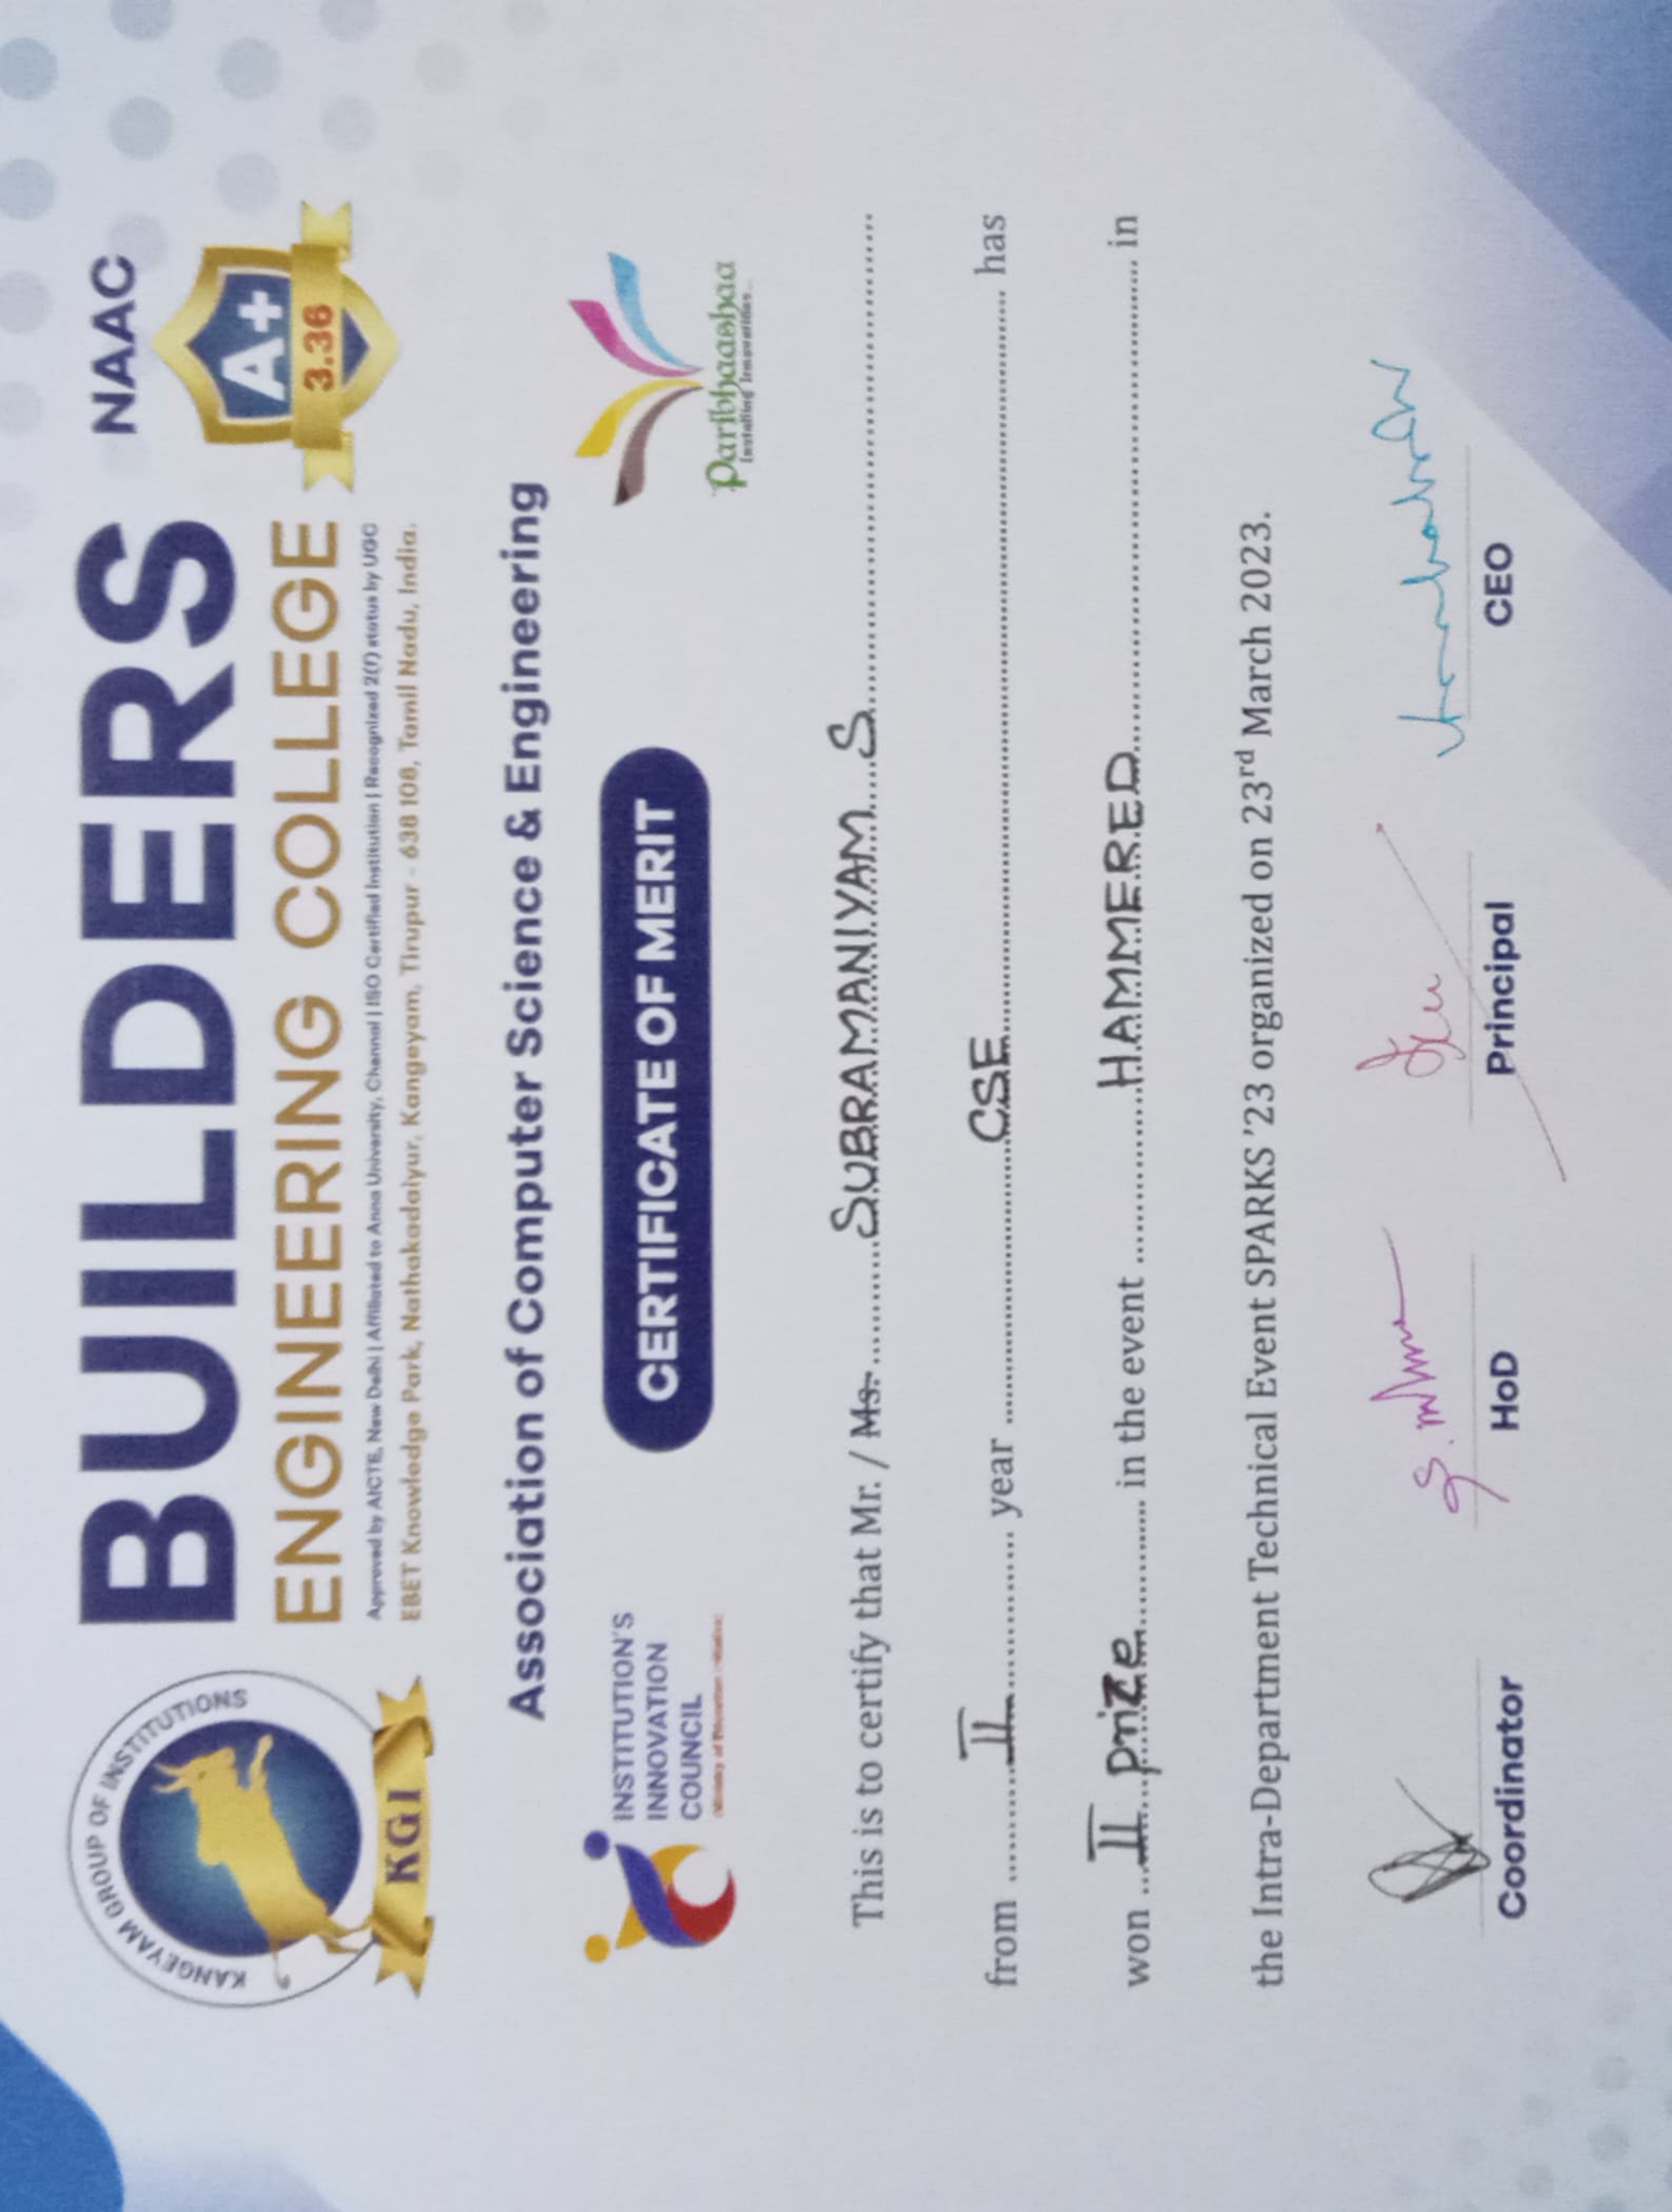 KANGEYAM GROUP OF INSTITUTIONS
KGI
BUILDERS
ENGINEERING COLLEGE
Approved by AICTE, New Delhi | Affiliated to Anna University, Chennai | ISO Certified Institution | Recognized 2(f) status by UGC
EBET Knowledge Park, Nathakadaiyur, Kangeyam, Tirupur - 638 108, Tamil Nadu, India.
NAAC
A+
3.36
Association of Computer Science & Engineering
INSTITUTION'S
INNOVATION
COUNCIL
(Ministry of Education Initiative)
CERTIFICATE OF MERIT
Paribhaashaa
Installing Innovations...
This is to certify that Mr. / Ms. SUBRAMANIYAM S
from II year CSE has
won II prize in the event HAMMERED in
the Intra-Department Technical Event SPARKS '23 organized on 23rd March 2023.
Coordinator HoD Principal CEO